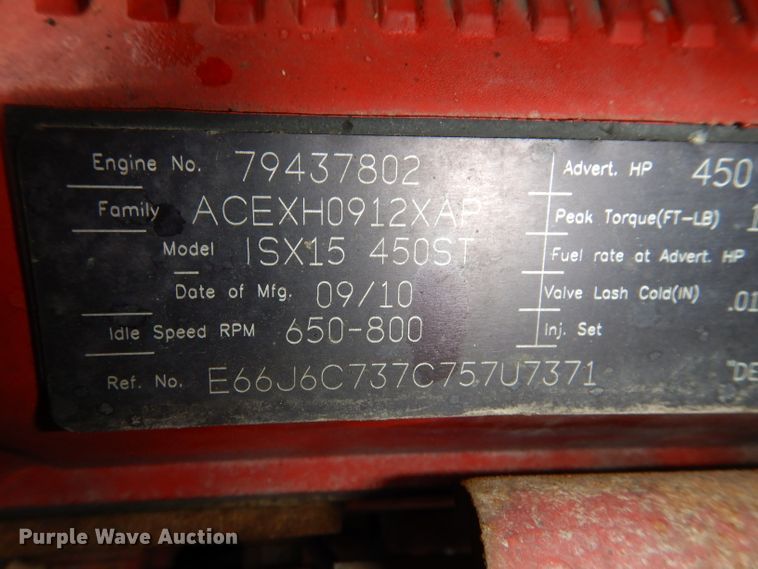 Engine No. 79437802 Advert. HP 450
Family ACEXH0912XAP Peak Torque(FT-LB)
Model ISX15 450ST Fuel rate at Advert. HP
Date of Mfg. 09/10 Valve Lash Cold(IN) .01
Idle Speed RPM 650-800 Inj. Set
Ref. No. E66J6C737C757U7371 "DE
Purple Wave Auction